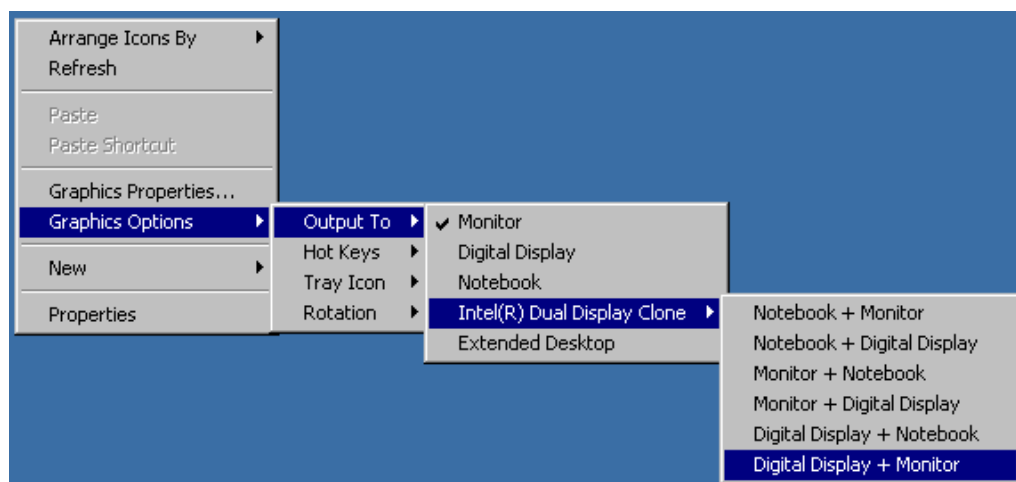 Arrange Icons By
Refresh
Paste
Paste Shortcut
Graphics Properties...
Graphics Options
New
Properties
Output To
Hot Keys
Tray Icon
Rotation
Monitor
Digital Display
Notebook
Intel(R) Dual Display Clone
Extended Desktop
Notebook + Monitor
Notebook + Digital Display
Monitor + Notebook
Monitor + Digital Display
Digital Display + Notebook
Digital Display + Monitor